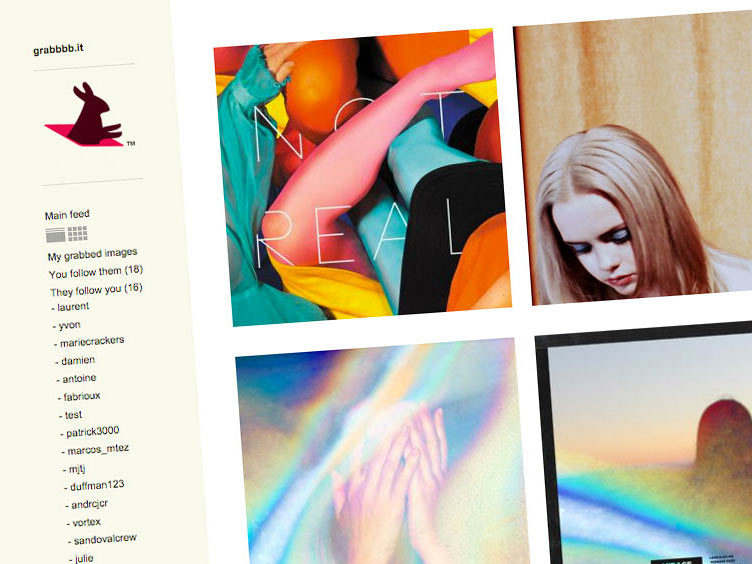 grabbbb.it
TM
Main feed
My grabbed images
You follow them (18)
They follow you (16)
- laurent
- yvon
- mariecrackers
- damien
- antoine
- fabrioux
- test
- patrick3000
- marcos_mtez
- mjtj
- duffman123
- andrcjcr
- vortex
- sandovalcrew
- julie
NOT
REAL